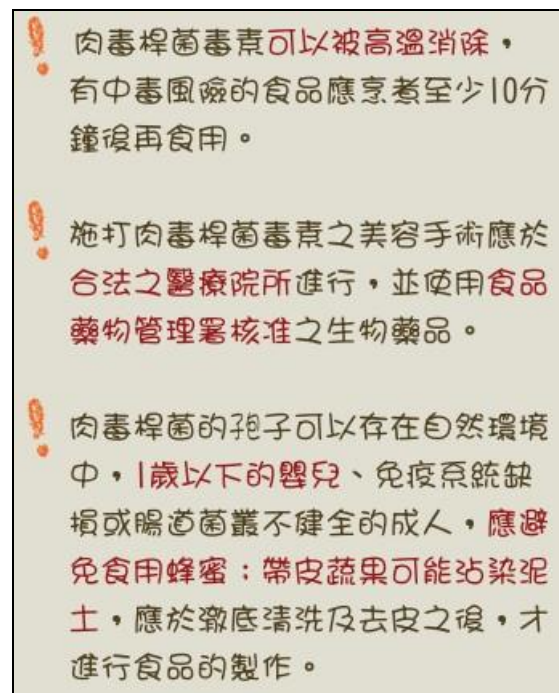 肉毒桿菌毒素可以被高溫消除，
有中毒風險的食品應烹煮至少10分
鐘後再食用。
施打肉毒桿菌毒素之美容手術應於
合法之醫療院所進行，並使用食品
藥物管理署核准之生物藥品。
肉毒桿菌的孢子可以存在自然環境
中，1歲以下的嬰兒、免疫系統缺
損或腸道菌叢不健全的成人，應避
免食用蜂蜜；帶皮蔬果可能沾染泥
土，應於澈底清洗及去皮之後，才
進行食品的製作。